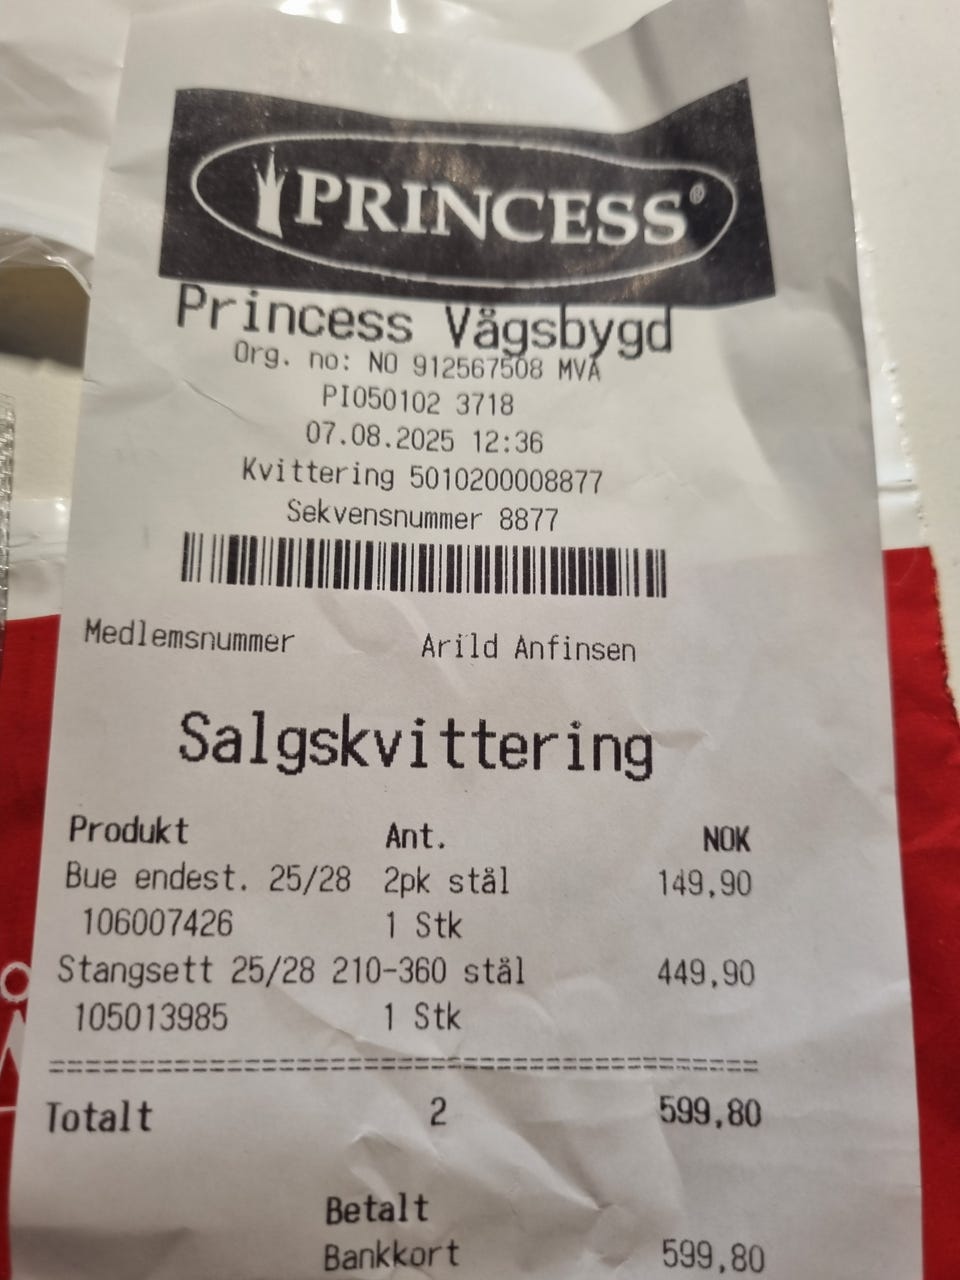 PRINCESS®
Princess Vågsbygd
Org. no: NO 912567508 MVA
PI050102 3718
07.08.2025 12:36
Kvittering 5010200008877
Sekvensnummer 8877
Medlemsnummer Arild Anfinsen
Salgskvittering
Produkt Ant. NOK
Bue endest. 25/28 2pk stål 149,90
106007426 1 Stk
Stangsett 25/28 210-360 stål 449,90
105013985 1 Stk
Totalt 2 599,80
Betalt
Bankkort 599,80